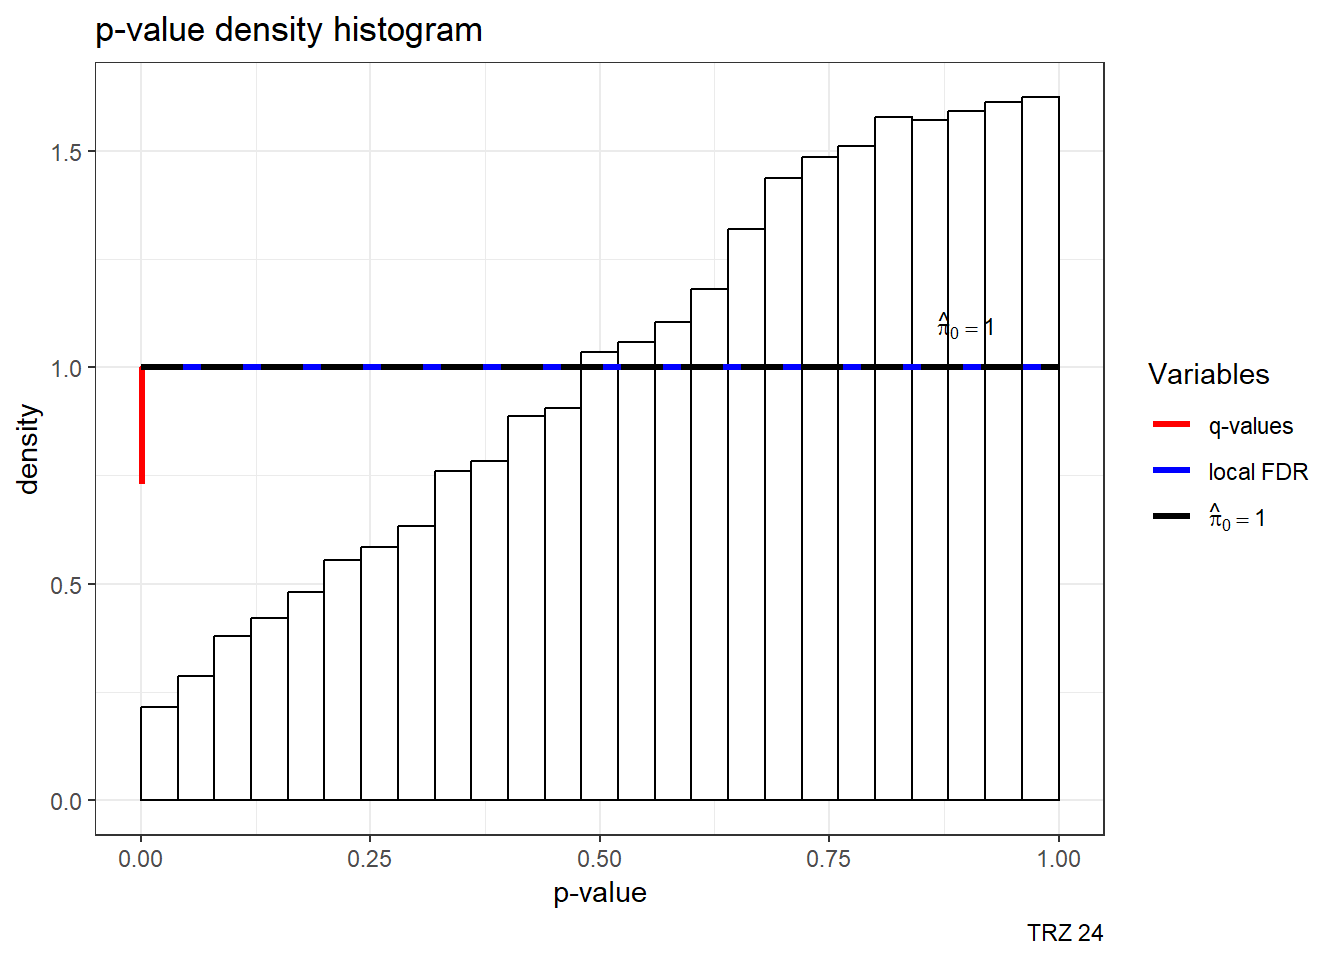 p-value density histogram
density
1.5
1.0
0.5
0.0
π̂₀ = 1
0.00 0.25 0.50 0.75 1.00
p-value
Variables
q-values
local FDR
π̂₀ = 1
TRZ 24